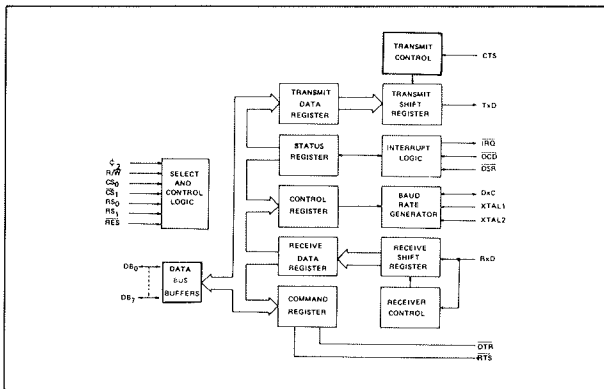 TRANSMIT
CONTROL
CTS
TRANSMIT
DATA
REGISTER
TRANSMIT
SHIFT
REGISTER
TxD
STATUS
REGISTER
INTERRUPT
LOGIC
IRQ
DCD
DSR
¢2
R/W
CS0
CS1
RS0
RS1
RES
SELECT
AND
CONTROL
LOGIC
CONTROL
REGISTER
BAUD
RATE
GENERATOR
DxC
XTAL1
XTAL2
RECEIVE
DATA
REGISTER
RECEIVE
SHIFT
REGISTER
RxD
DB0
DB7
DATA
BUS
BUFFERS
COMMAND
REGISTER
RECEIVER
CONTROL
DTR
RTS